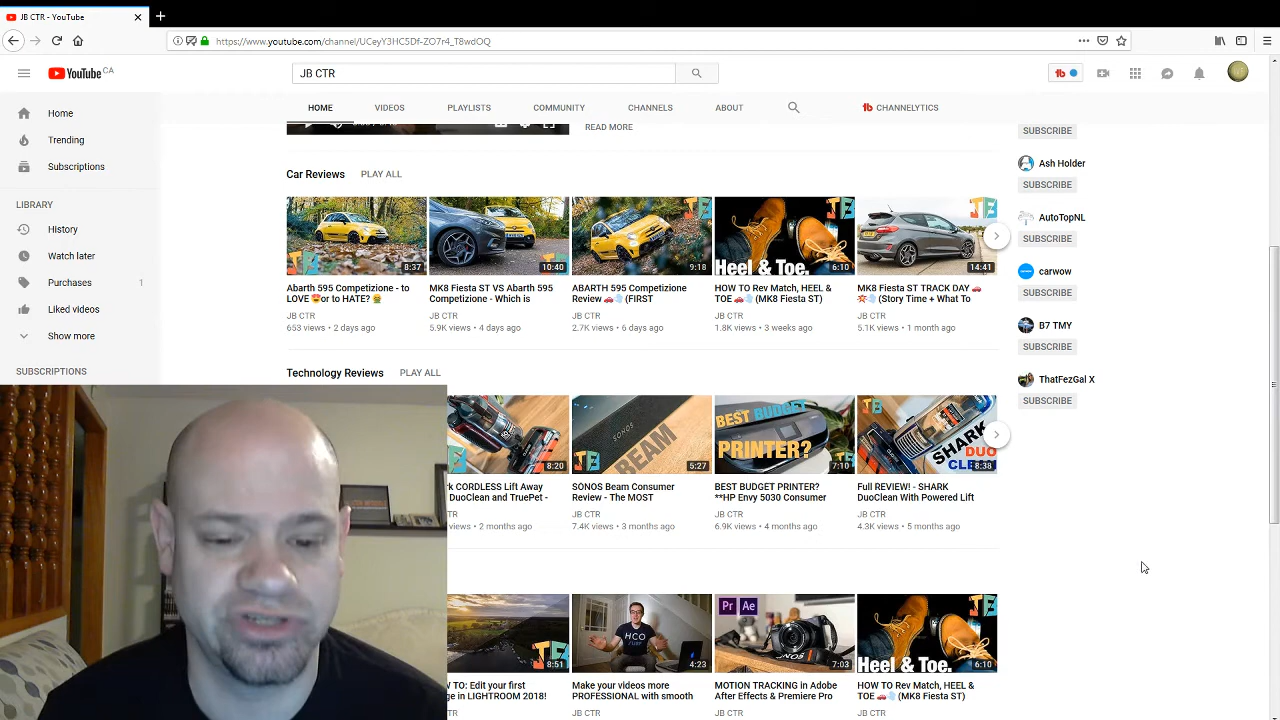 JB CTR - YouTube
https://www.youtube.com/channel/UCeyY3HC5Df-ZO7r4_T8wdOQ
YouTube CA
JB CTR
HOME VIDEOS PLAYLISTS COMMUNITY CHANNELS ABOUT CHANNELYTICS
Home
Trending
Subscriptions
LIBRARY
History
Watch later
Purchases 1
Liked videos
Show more
SUBSCRIPTIONS
READ MORE
Car Reviews PLAY ALL
8:37
Abarth 595 Competizione - to
LOVE or to HATE?
JB CTR
653 views • 2 days ago
10:40
MK8 Fiesta ST VS Abarth 595
Competizione - Which is
JB CTR
5.9K views • 4 days ago
9:18
ABARTH 595 Competizione
Review (FIRST
JB CTR
2.7K views • 6 days ago
Heel & Toe.
6:10
HOW TO Rev Match, HEEL &
TOE (MK8 Fiesta ST)
JB CTR
1.8K views • 3 weeks ago
14:41
MK8 Fiesta ST TRACK DAY
(Story Time + What To
JB CTR
5.1K views • 1 month ago
Technology Reviews PLAY ALL
8:20
CORDLESS Lift Away
DuoClean and TruePet -
views • 2 months ago
SONOS
BEAM
5:27
SONOS Beam Consumer
Review - The MOST
JB CTR
7.4K views • 3 months ago
BEST BUDGET
PRINTER?
7:10
BEST BUDGET PRINTER?
**HP Envy 5030 Consumer
JB CTR
6.9K views • 4 months ago
SHARK
DUO
8:38
Full REVIEW! - SHARK
DuoClean With Powered Lift
JB CTR
4.3K views • 5 months ago
8:51
TO: Edit your first
in LIGHTROOM 2018!
JB CTR
HCO
4:23
Make your videos more
PROFESSIONAL with smooth
JB CTR
Pr Ae
7:03
MOTION TRACKING in Adobe
After Effects & Premiere Pro
JB CTR
Heel & Toe.
6:10
HOW TO Rev Match, HEEL &
TOE (MK8 Fiesta ST)
JB CTR
SUBSCRIBE
Ash Holder
SUBSCRIBE
AutoTopNL
SUBSCRIBE
carwow
SUBSCRIBE
B7 TMY
SUBSCRIBE
ThatFezGal X
SUBSCRIBE